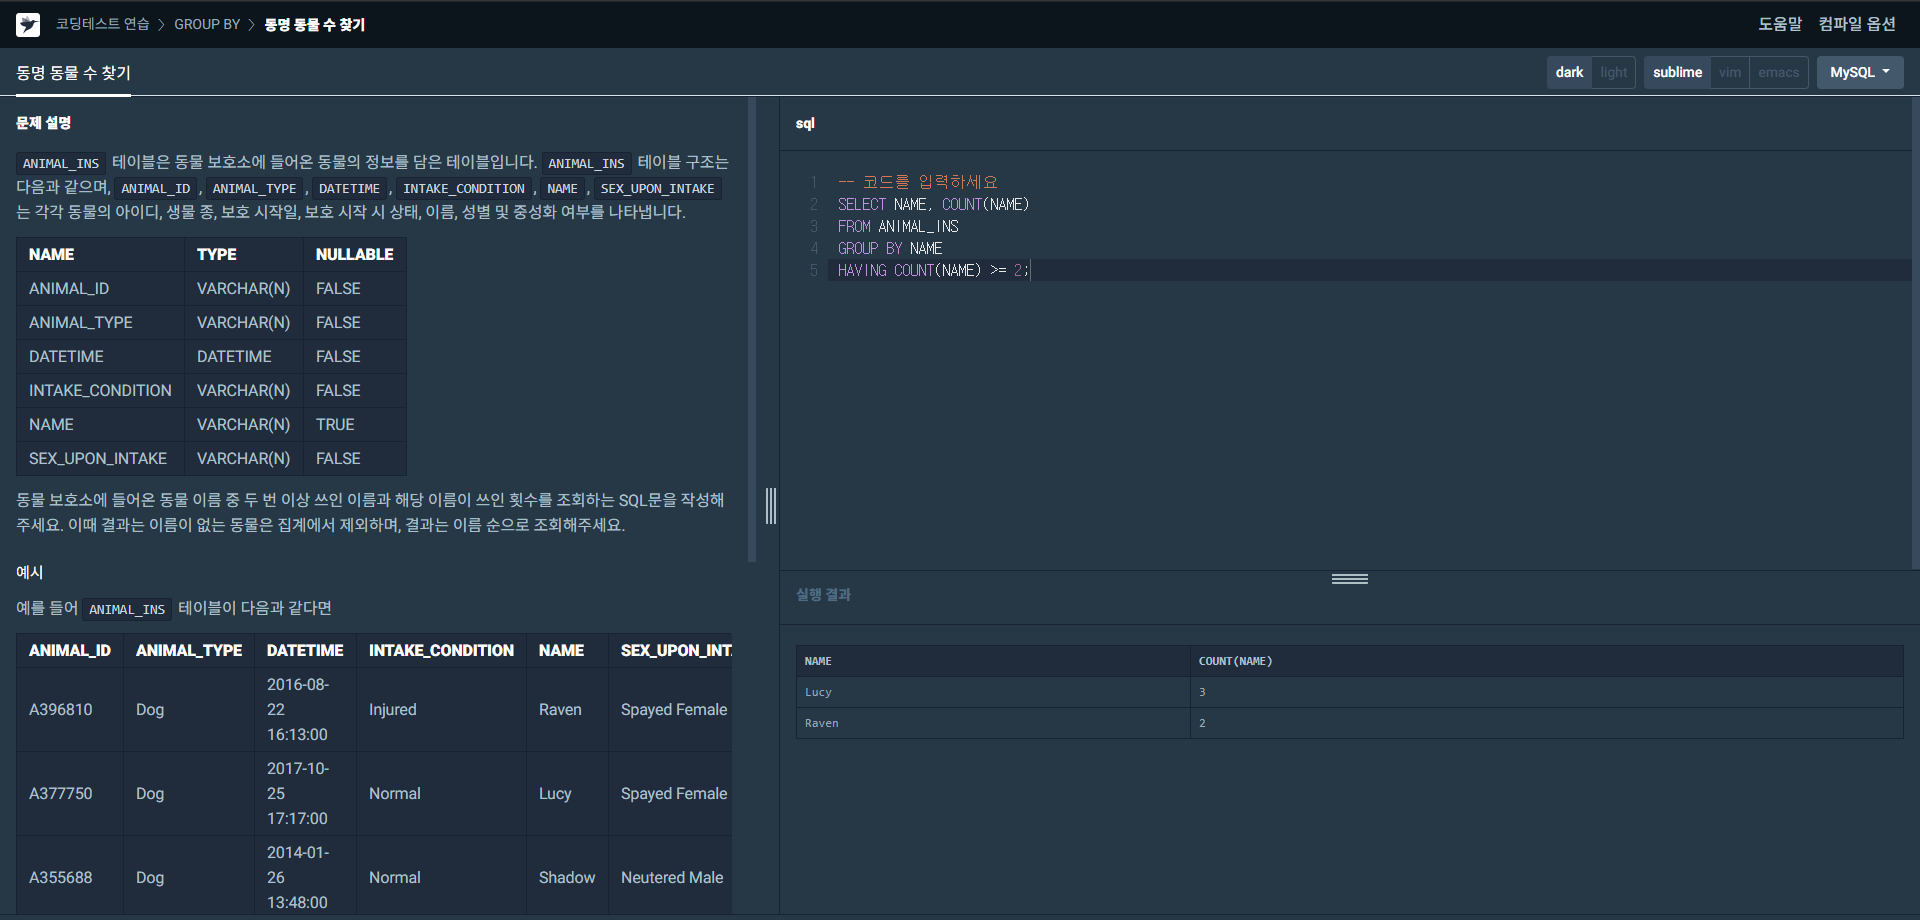 코딩테스트 연습 > GROUP BY > 동명 동물 수 찾기
도움말 컴파일 옵션
동명 동물 수 찾기
dark light sublime vim emacs MySQL
문제 설명
ANIMAL_INS 테이블은 동물 보호소에 들어온 동물의 정보를 담은 테이블입니다. ANIMAL_INS 테이블 구조는
다음과 같으며, ANIMAL_ID, ANIMAL_TYPE, DATETIME, INTAKE_CONDITION, NAME, SEX_UPON_INTAKE
는 각각 동물의 아이디, 생물 종, 보호 시작일, 보호 시작 시 상태, 이름, 성별 및 중성화 여부를 나타냅니다.
NAME TYPE NULLABLE
ANIMAL_ID VARCHAR(N) FALSE
ANIMAL_TYPE VARCHAR(N) FALSE
DATETIME DATETIME FALSE
INTAKE_CONDITION VARCHAR(N) FALSE
NAME VARCHAR(N) TRUE
SEX_UPON_INTAKE VARCHAR(N) FALSE
동물 보호소에 들어온 동물 이름 중 두 번 이상 쓰인 이름과 해당 이름이 쓰인 횟수를 조회하는 SQL문을 작성해
주세요. 이때 결과는 이름이 없는 동물은 집계에서 제외하며, 결과는 이름 순으로 조회해주세요.
예시
예를 들어 ANIMAL_INS 테이블이 다음과 같다면
ANIMAL_ID ANIMAL_TYPE DATETIME INTAKE_CONDITION NAME SEX_UPON_INT
A396810 Dog 2016-08-
22
16:13:00 Injured Raven Spayed Female
A377750 Dog 2017-10-
25
17:17:00 Normal Lucy Spayed Female
A355688 Dog 2014-01-
26
13:48:00 Normal Shadow Neutered Male
sql
1 -- 코드를 입력하세요
2 SELECT NAME, COUNT(NAME)
3 FROM ANIMAL_INS
4 GROUP BY NAME
5 HAVING COUNT(NAME) >= 2;
실행 결과
NAME COUNT(NAME)
Lucy 3
Raven 2